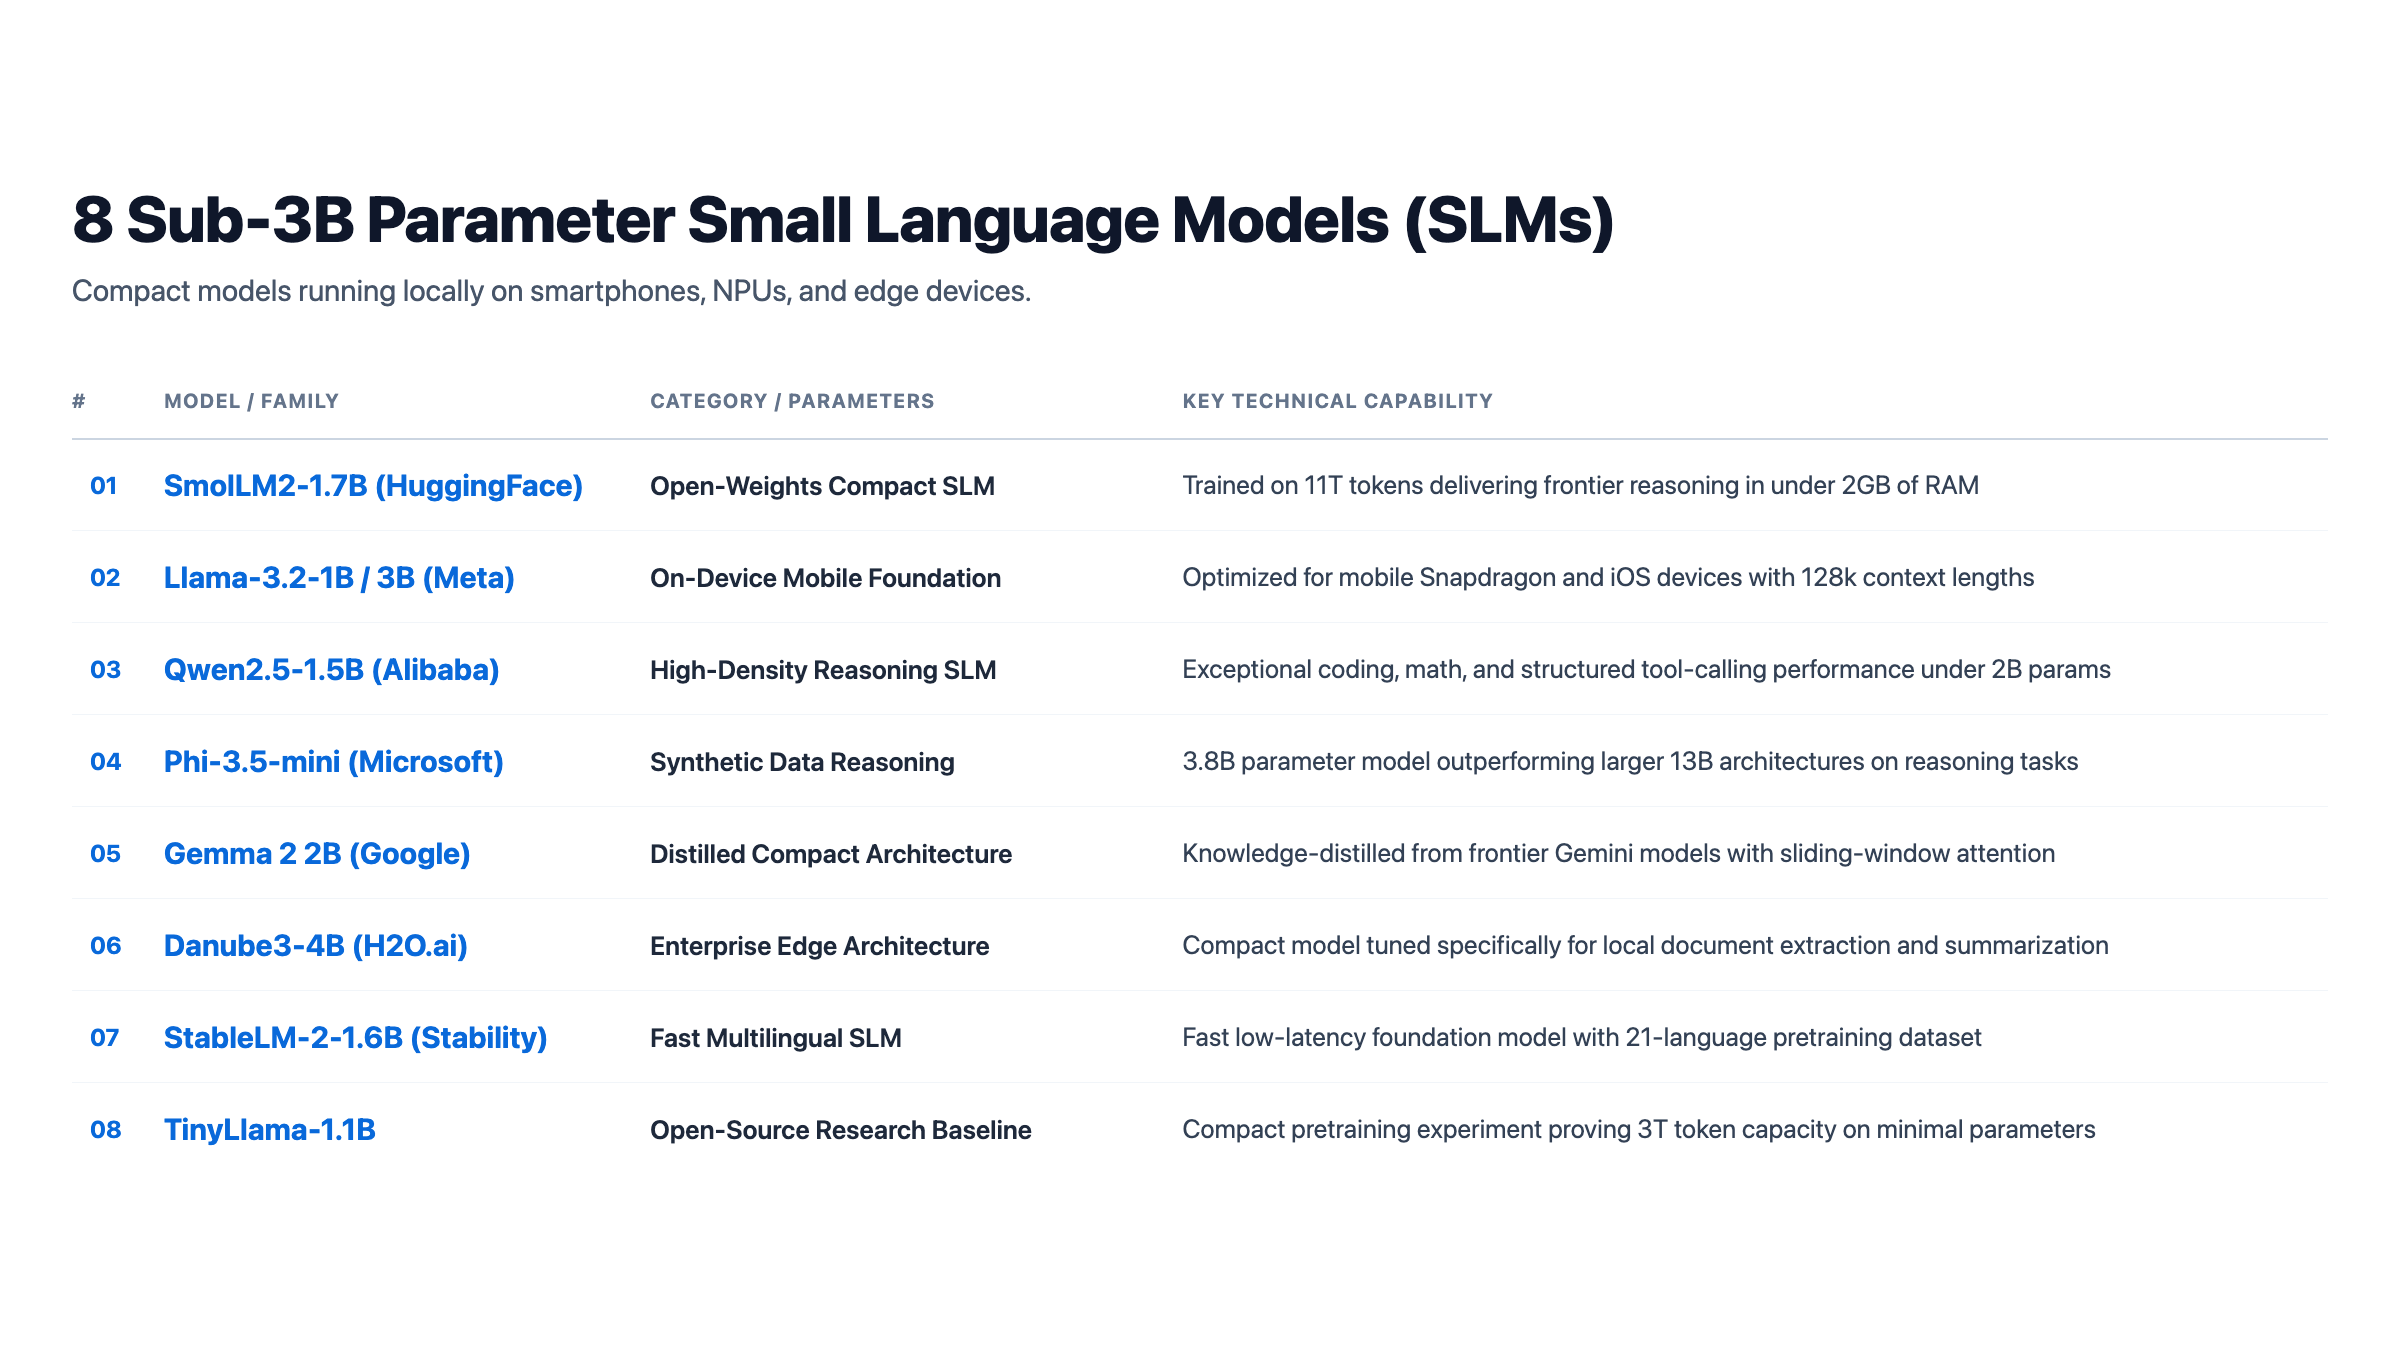 8 Sub-3B Parameter Small Language Models (SLMs)
Compact models running locally on smartphones, NPUs, and edge devices.
# MODEL / FAMILY CATEGORY / PARAMETERS KEY TECHNICAL CAPABILITY
01 SmolLM2-1.7B (HuggingFace) Open-Weights Compact SLM Trained on 11T tokens delivering frontier reasoning in under 2GB of RAM
02 Llama-3.2-1B / 3B (Meta) On-Device Mobile Foundation Optimized for mobile Snapdragon and iOS devices with 128k context lengths
03 Qwen2.5-1.5B (Alibaba) High-Density Reasoning SLM Exceptional coding, math, and structured tool-calling performance under 2B params
04 Phi-3.5-mini (Microsoft) Synthetic Data Reasoning 3.8B parameter model outperforming larger 13B architectures on reasoning tasks
05 Gemma 2 2B (Google) Distilled Compact Architecture Knowledge-distilled from frontier Gemini models with sliding-window attention
06 Danube3-4B (H2O.ai) Enterprise Edge Architecture Compact model tuned specifically for local document extraction and summarization
07 StableLM-2-1.6B (Stability) Fast Multilingual SLM Fast low-latency foundation model with 21-language pretraining dataset
08 TinyLlama-1.1B Open-Source Research Baseline Compact pretraining experiment proving 3T token capacity on minimal parameters